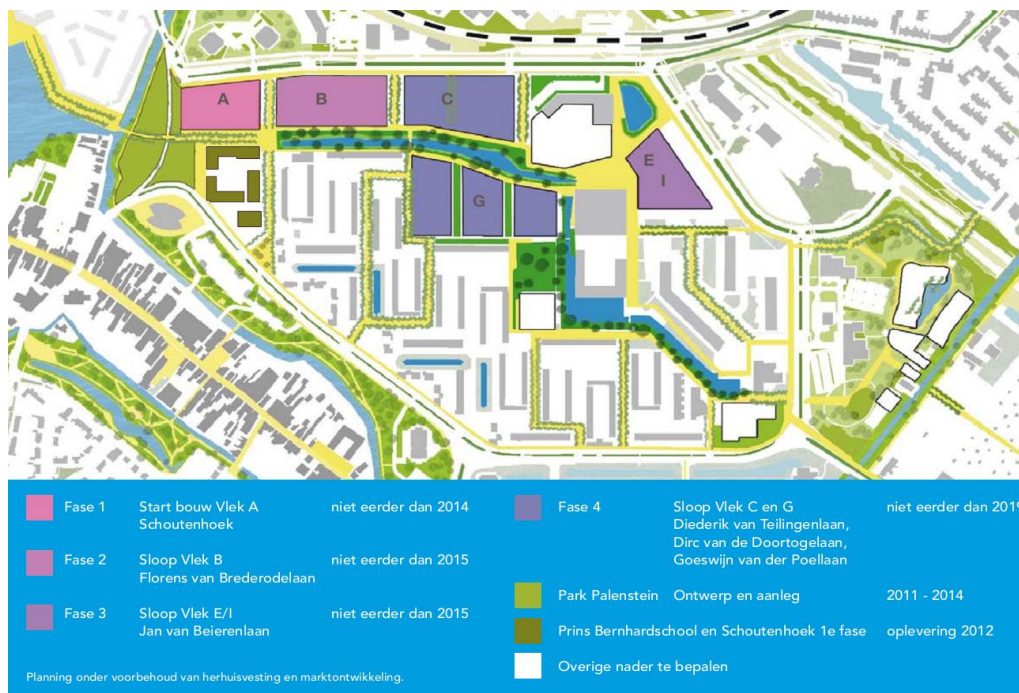 A
B
C
E
I
G
Fase 1
Start bouw Vlek A
Schoutenhoek
niet eerder dan 2014
Fase 2
Sloop Vlek B
Florens van Brederodelaan
niet eerder dan 2015
Fase 3
Sloop Vlek E/I
Jan van Beierenlaan
niet eerder dan 2015
Fase 4
Sloop Vlek C en G
Diederik van Teilingenlaan,
Dirc van de Doortogelaan,
Goeswijn van der Poellaan
niet eerder dan
Park Palenstein
Ontwerp en aanleg
2011 - 2014
Prins Bernhardschool en Schoutenhoek 1e fase
oplevering 2012
Overige nader te bepalen
Planning onder voorbehoud van herhuisvesting en marktontwikkeling.